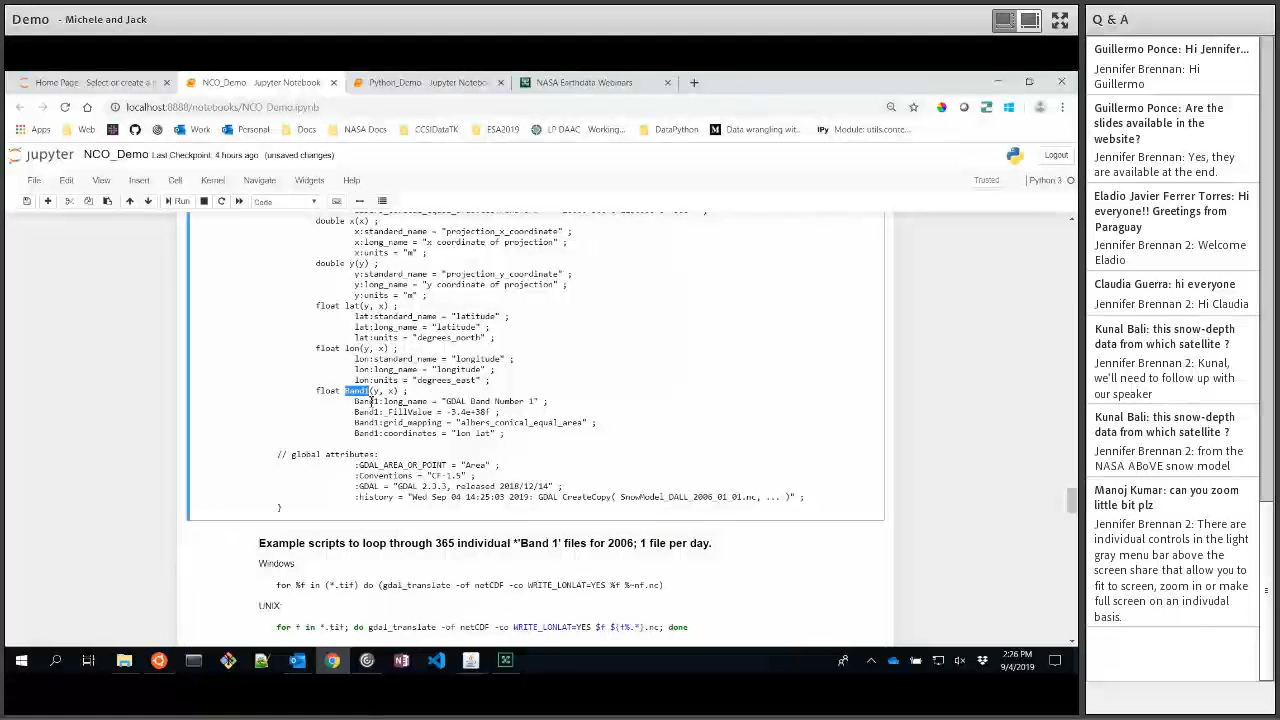 Demo - Michele and Jack
Home Page - Select or create a n
NCO_Demo - Jupyter Notebook
Python_Demo - Jupyter Notebo
NASA Earthdata Webinars
localhost:8888/notebooks/NCO_Demo.ipynb
Apps Web Work Personal Docs NASA Docs CCSIDataTK ESA2019 LP DAAC Working... DataPython Data wrangling wit... IPy Module: utils.conte...
jupyter NCO_Demo Last Checkpoint: 4 hours ago (unsaved changes) Logout
File Edit View Insert Cell Kernel Navigate Widgets Help Trusted Python 3
Run Code
double x(x) ;
x:standard_name = "projection_x_coordinate" ;
x:long_name = "x coordinate of projection" ;
x:units = "m" ;
double y(y) ;
y:standard_name = "projection_y_coordinate" ;
y:long_name = "y coordinate of projection" ;
y:units = "m" ;
float lat(y, x) ;
lat:standard_name = "latitude" ;
lat:long_name = "latitude" ;
lat:units = "degrees_north" ;
float lon(y, x) ;
lon:standard_name = "longitude" ;
lon:long_name = "longitude" ;
lon:units = "degrees_east" ;
float Band1(y, x) ;
Band1:long_name = "GDAL Band Number 1" ;
Band1:_FillValue = -3.4e+38f ;
Band1:grid_mapping = "albers_conical_equal_area" ;
Band1:coordinates = "lon lat" ;
// global attributes:
:GDAL_AREA_OR_POINT = "Area" ;
:Conventions = "CF-1.5" ;
:GDAL = "GDAL 2.3.3, released 2018/12/14" ;
:history = "Wed Sep 04 14:25:03 2019: GDAL CreateCopy( SnowModel_DALL_2006_01_01.nc, ... )" ;
}
Example scripts to loop through 365 individual *'Band 1' files for 2006; 1 file per day.
Windows
for %f in (*.tif) do (gdal_translate -of netCDF -co WRITE_LONLAT=YES %f %~nf.nc)
UNIX:
for f in *.tif; do gdal_translate -of netCDF -co WRITE_LONLAT=YES $f ${f%.*}.nc; done
2:26 PM
9/4/2019
Q & A
Guillermo Ponce: Hi Jennifer...
Jennifer Brennan: Hi
Guillermo
Guillermo Ponce: Are the
slides available in the
website?
Jennifer Brennan: Yes, they
are available at the end.
Eladio Javier Ferrer Torres: Hi
everyone!! Greetings from
Paraguay
Jennifer Brennan 2: Welcome
Eladio
Claudia Guerra: hi everyone
Jennifer Brennan 2: Hi Claudia
Kunal Bali: this snow-depth
data from which satellite ?
Jennifer Brennan 2: Kunal,
we'll need to follow up with
our speaker
Kunal Bali: this snow-depth
data from which satellite ?
Jennifer Brennan 2: from the
NASA ABoVE snow model
Manoj Kumar: can you zoom
little bit plz
Jennifer Brennan 2: There are
individual controls in the light
gray menu bar above the
screen share that allow you to
fit to screen, zoom in or make
full screen on an indivudal
basis.